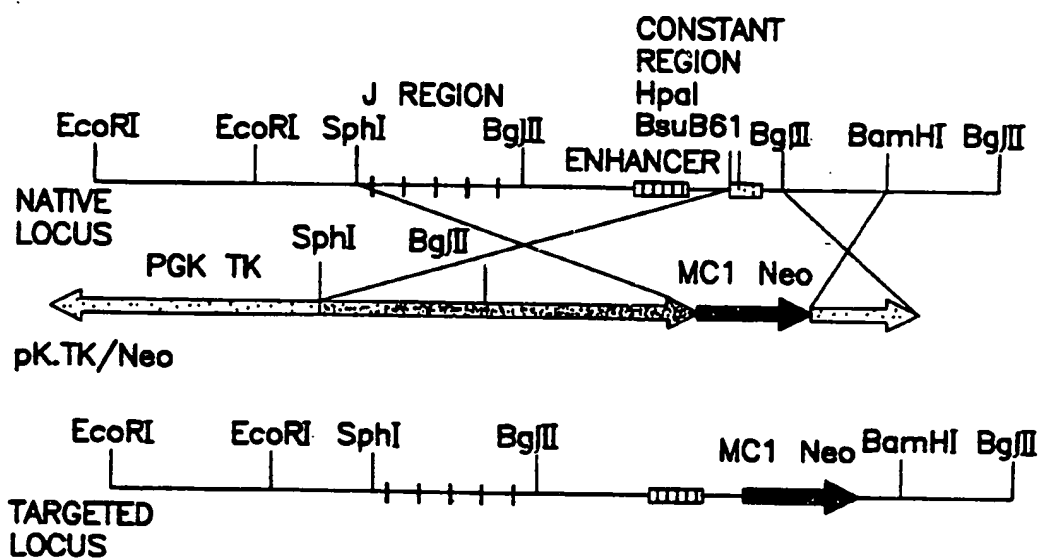 CONSTANT
REGION
HpaI
BsuB61
J REGION
EcoRI EcoRI SphI BglII BglII BamHI BglII
ENHANCER
NATIVE
LOCUS
SphI BglII
PGK TK MC1 Neo
pK.TK/Neo
EcoRI EcoRI SphI BglII MC1 Neo BamHI BglII
TARGETED
LOCUS